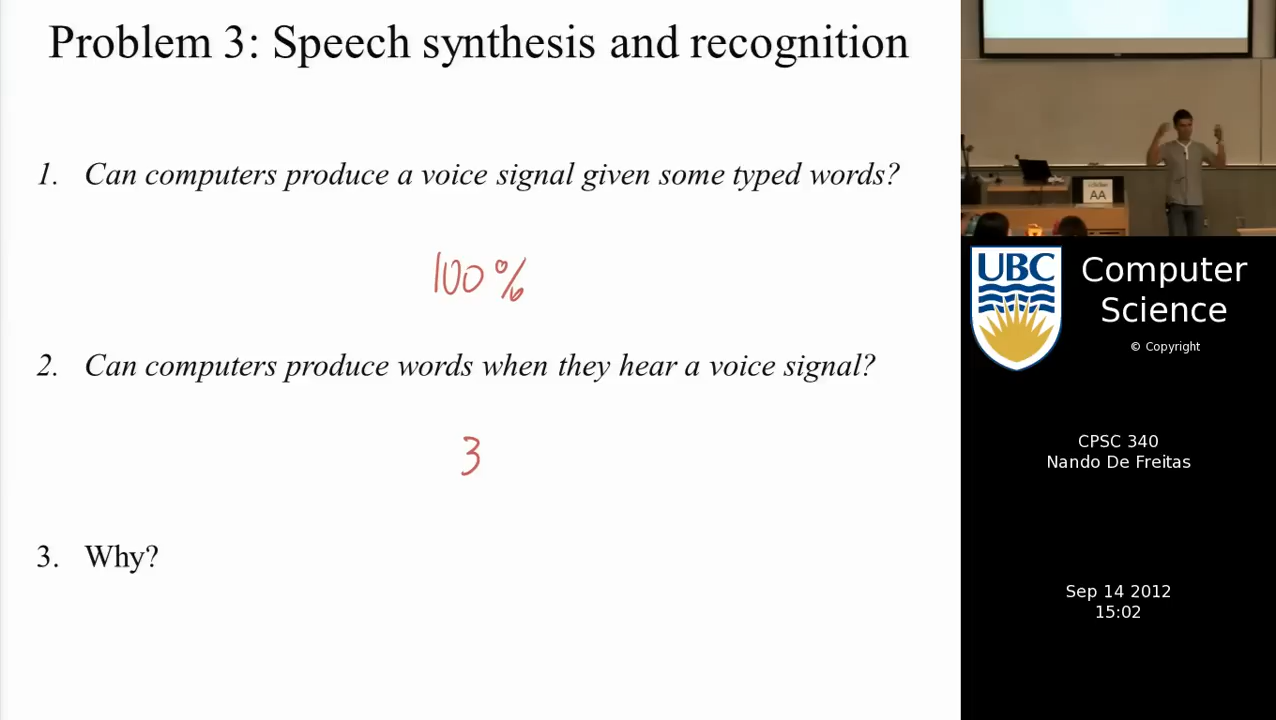 Problem 3: Speech synthesis and recognition
1. Can computers produce a voice signal given some typed words?
100%
2. Can computers produce words when they hear a voice signal?
3
3. Why?
AA
UBC
Computer
Science
© Copyright
CPSC 340
Nando De Freitas
Sep 14 2012
15:02